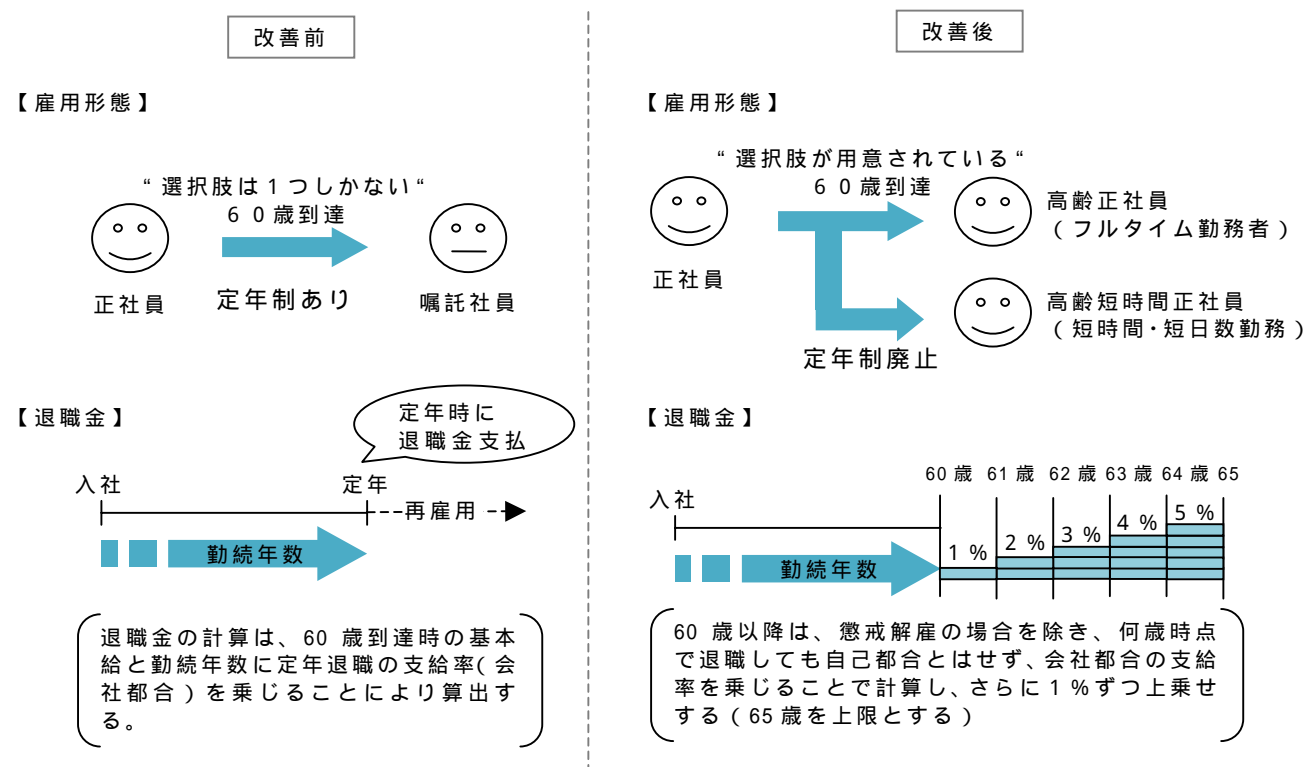 改善前
【雇用形態】
“選択肢は1つしかない“
60歳到達
正社員
定年制あり
嘱託社員
【退職金】
定年時に
退職金支払
入社
定年
再雇用
勤続年数
退職金の計算は、60 歳到達時の基本
給と勤続年数に定年退職の支給率(会
社都合)を乗じることにより算出す
る。
改善後
【雇用形態】
“選択肢が用意されている“
60歳到達
正社員
高齢正社員
(フルタイム勤務者)
高齢短時間正社員
(短時間・短日数勤務)
定年制廃止
【退職金】
60 歳 61 歳 62 歳 63 歳 64 歳 65
入社
1 % 2 % 3 % 4 % 5 %
勤続年数
60 歳以降は、懲戒解雇の場合を除き、何歳時点
で退職しても自己都合とはせず、会社都合の支給
率を乗じることで計算し、さらに1%ずつ上乗せ
する(65歳を上限とする)